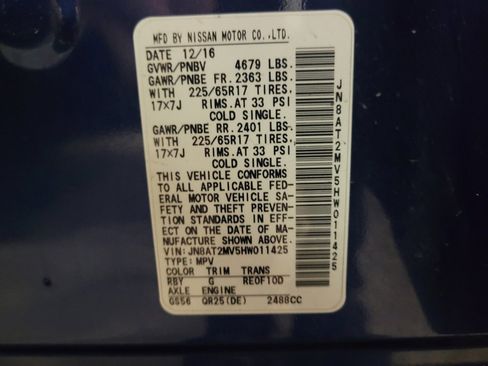 MFD BY NISSAN MOTOR CO.,LTD.
DATE 12/16
GVWR/PNBV 4679 LBS.
GAWR/PNBE FR. 2363 LBS.
WITH 225/65R17 TIRES,
17×7J RIMS.AT 33 PSI
COLD SINGLE.
GAWR/PNBE RR. 2401 LBS.
WITH 225/65R17 TIRES,
17×7J RIMS.AT 33 PSI
COLD SINGLE.
THIS VEHICLE CONFORMS
TO ALL APPLICABLE FED-
ERAL MOTOR VEHICLE SA-
FETY AND THEFT PREVEN-
TION STANDARDS IN EFF-
ECT ON THE DATE OF MA-
NUFACTURE SHOWN ABOVE.
VIN:JN8AT2MV5HW011425
TYPE:MPV
COLOR TRIM TRANS
RBY G RE0F10D
AXLE ENGINE
GS56 QR25(DE) 2488CC
JN8AT2MV5HW011425